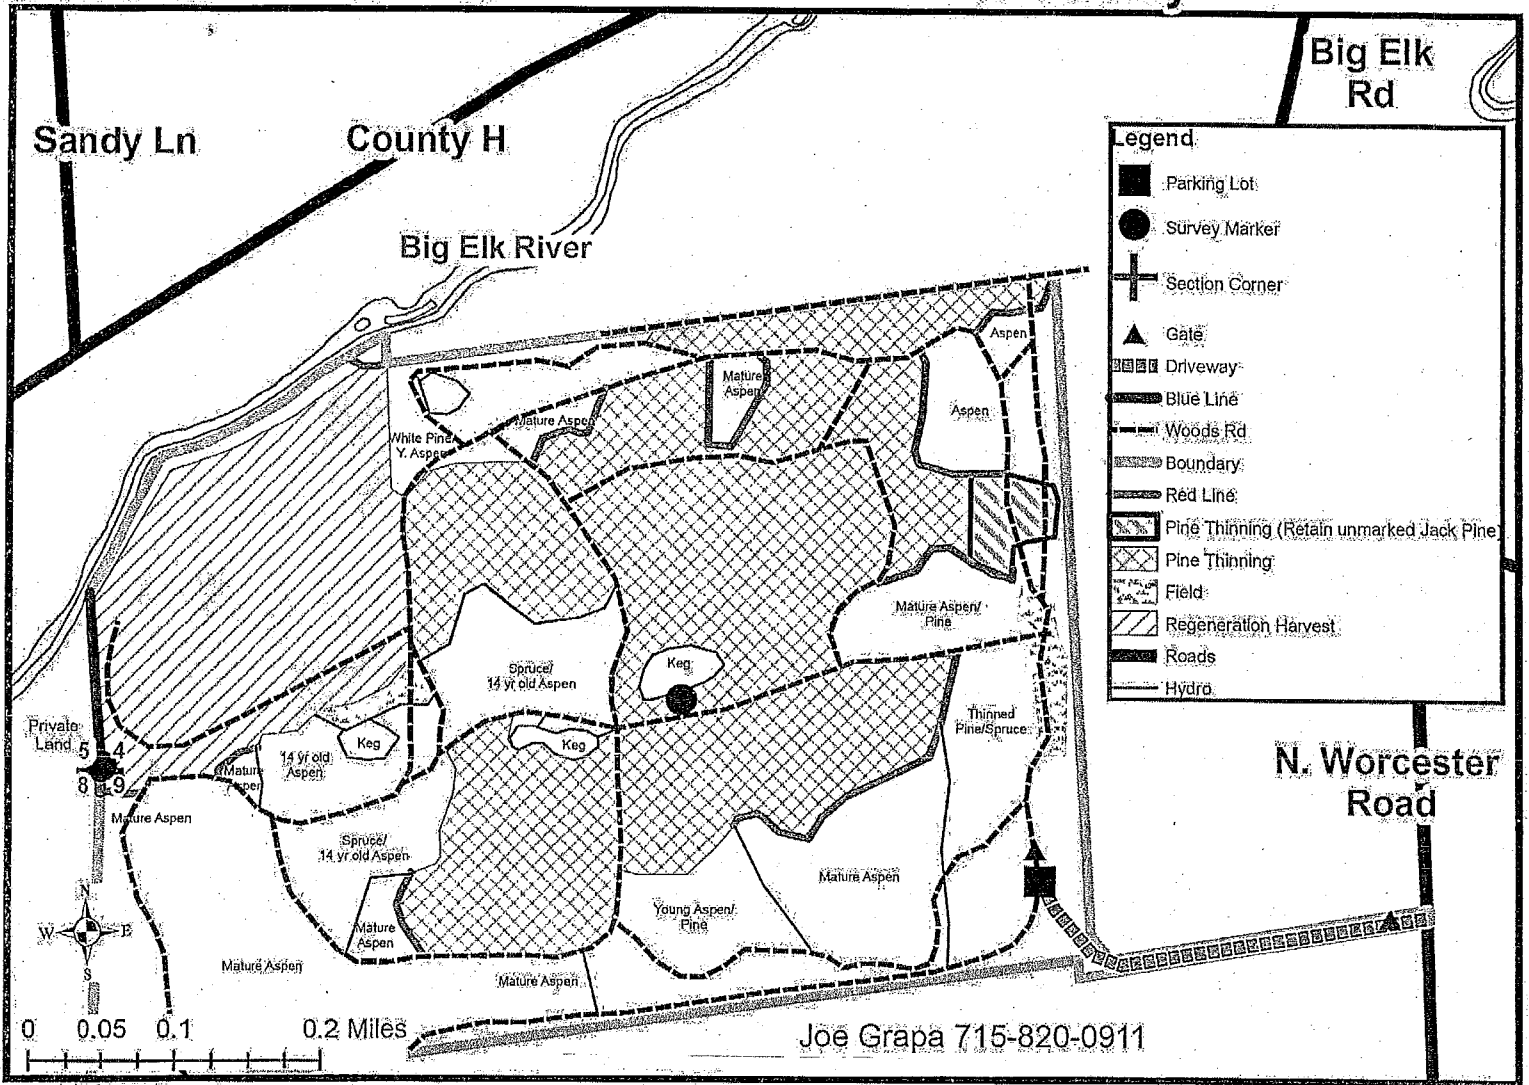 Big Elk
Rd
Sandy Ln
County H
Big Elk River
Legend
Parking Lot
Survey Marker
Section Corner
Gate
Driveway
Blue Line
Woods Rd
Boundary
Red Line
Pine Thinning (Retain unmarked Jack Pine)
Pine Thinning
Field
Regeneration Harvest
Roads
Hydro
Aspen
Mature
Aspen
Aspen
Mature Aspen
White Pine/
Y. Aspen
Mature Aspen/
Pine
Keg
Spruce/
14 yr old Aspen
Thinned
Pine/Spruce
Private
Land
5 4
8 9
Keg
Keg
14 yr old
Aspen
Mature
Aspen
Mature Aspen
N. Worcester
Road
Spruce/
14 yr old Aspen
Mature Aspen
Young Aspen/
Pine
Mature
Aspen
Mature Aspen
Mature Aspen
N
W E
S
0 0.05 0.1 0.2 Miles
Joe Grapa 715-820-0911